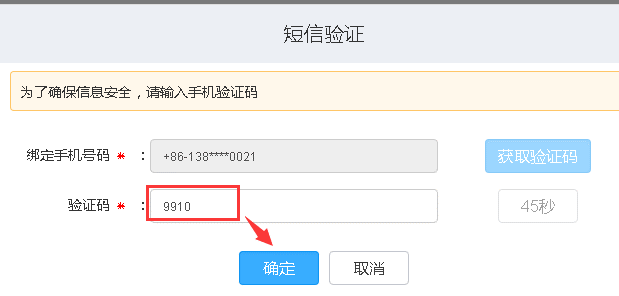 短信验证
为了确保信息安全，请输入手机验证码
绑定手机号码 * : +86-138****0021 获取验证码
验证码 * : 9910 45秒
确定 取消